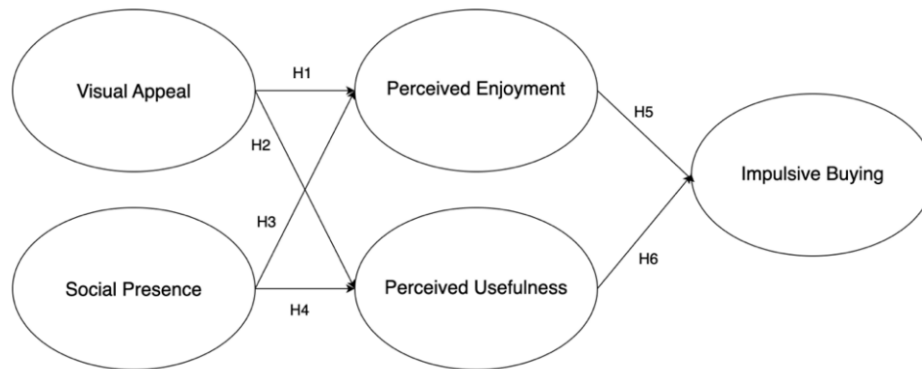 H1
Visual Appeal
Perceived Enjoyment
H5
H2
Impulsive Buying
H3
H6
Social Presence
Perceived Usefulness
H4